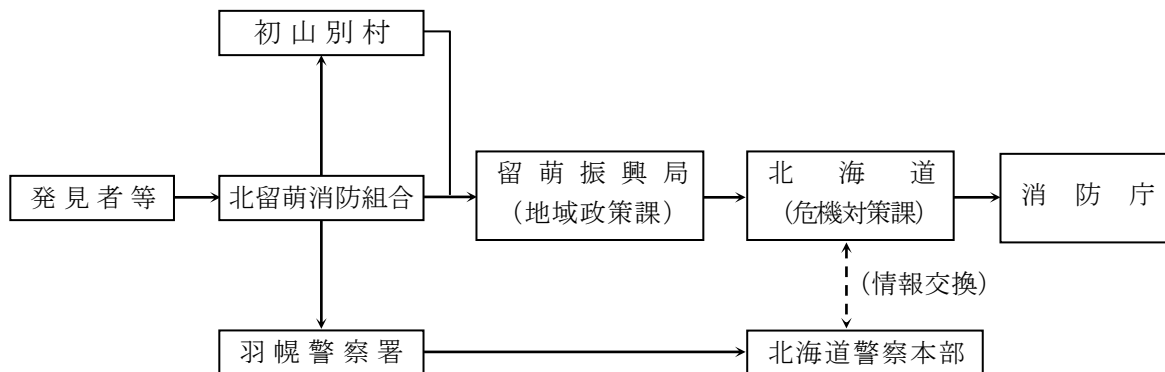 初山別村
発見者等
北留萌消防組合
留萌振興局
（地域政策課）
北海道
（危機対策課）
消防庁
（情報交換）
羽幌警察署
北海道警察本部